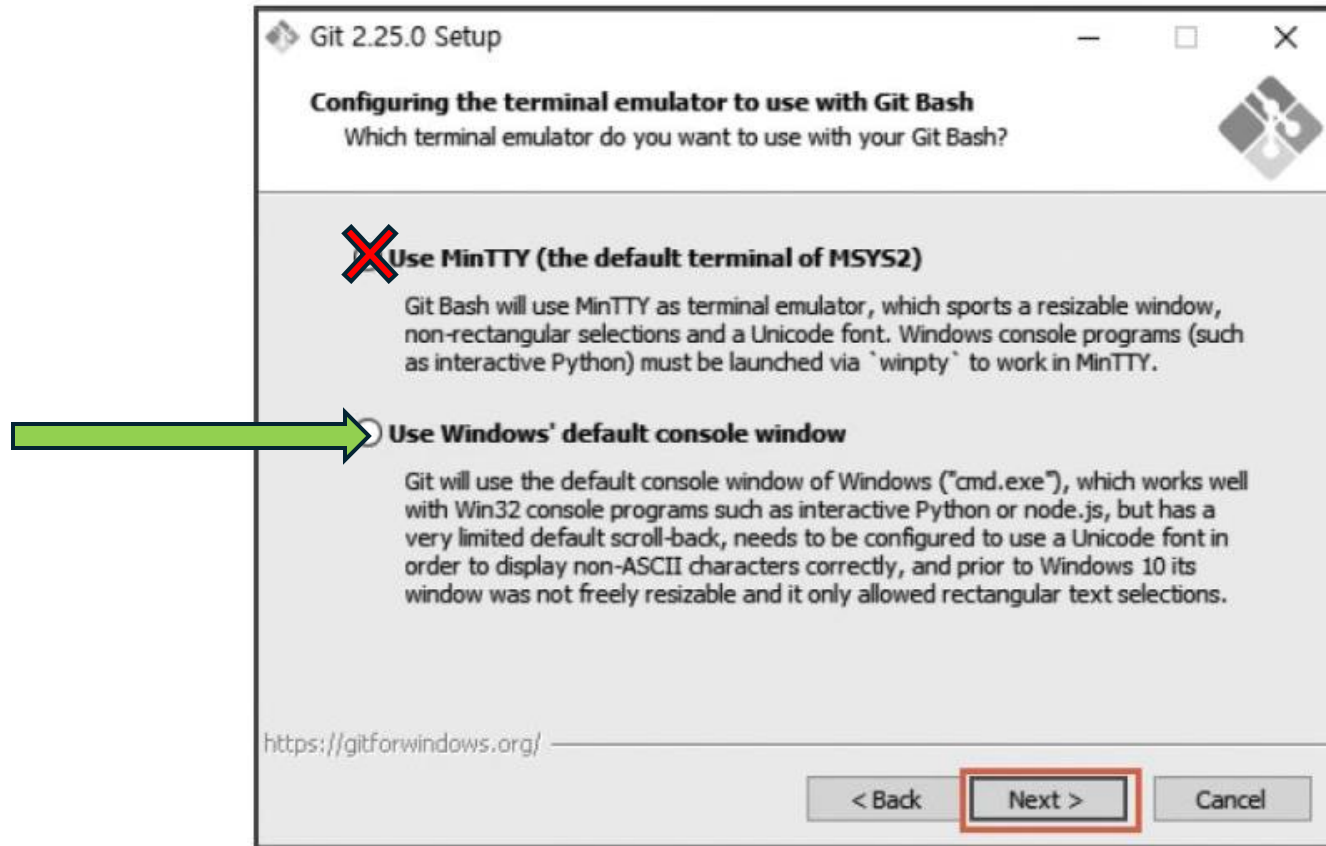 Git 2.25.0 Setup
Configuring the terminal emulator to use with Git Bash
Which terminal emulator do you want to use with your Git Bash?
Use MinTTY (the default terminal of MSYS2)
Git Bash will use MinTTY as terminal emulator, which sports a resizable window,
non-rectangular selections and a Unicode font. Windows console programs (such
as interactive Python) must be launched via `winpty` to work in MinTTY.
Use Windows' default console window
Git will use the default console window of Windows ("cmd.exe"), which works well
with Win32 console programs such as interactive Python or node.js, but has a
very limited default scroll-back, needs to be configured to use a Unicode font in
order to display non-ASCII characters correctly, and prior to Windows 10 its
window was not freely resizable and it only allowed rectangular text selections.
https://gitforwindows.org/
< Back Next > Cancel